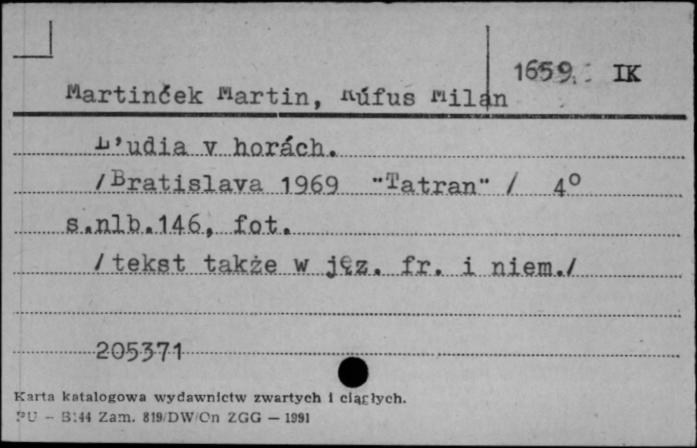 1659. IK
Martinček Martin, Rúfus Milan
L'udia v horách.
/Bratislava 1969 "Tatran" / 4°
s.nlb.146, fot.
/tekst także w jęz. fr. i niem./
205371
Karta katalogowa wydawnictw zwartych i ciągłych.
PU – B.44 Zam. 819/DW/On ZGG — 1991